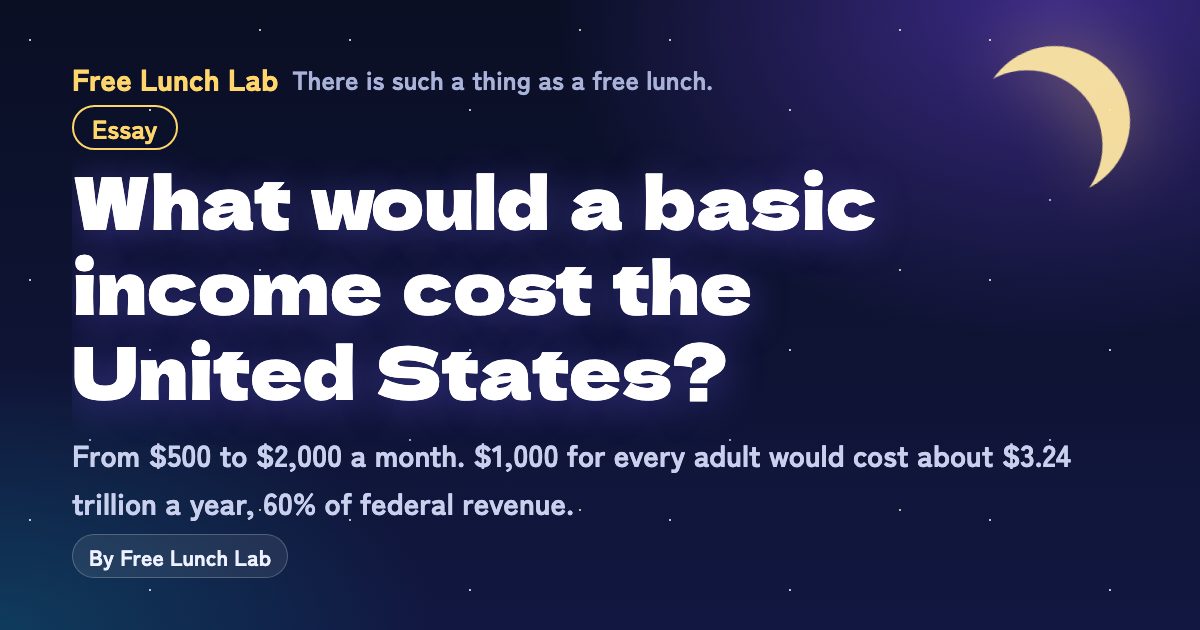 Free Lunch Lab There is such a thing as a free lunch.
Essay
What would a basic
income cost the
United States?
From $500 to $2,000 a month. $1,000 for every adult would cost about $3.24
trillion a year, 60% of federal revenue.
By Free Lunch Lab